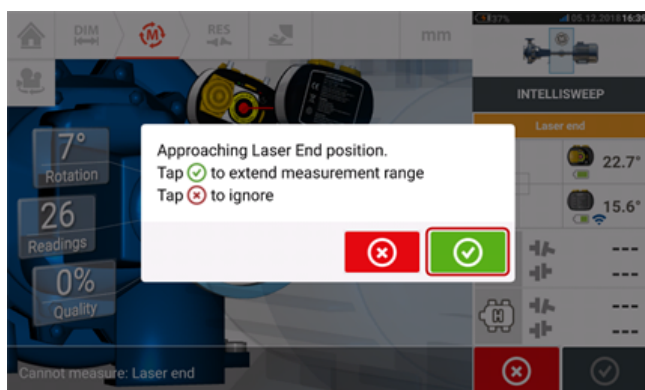 DIM
M
RES
mm
37%
05.12.2018 16:39
INTELLISWEEP
Laser end
7°
Rotation
26
Readings
0%
Quality
Approaching Laser End position.
Tap to extend measurement range
Tap to ignore
22.7°
15.6°
---
---
---
---
Cannot measure: Laser end